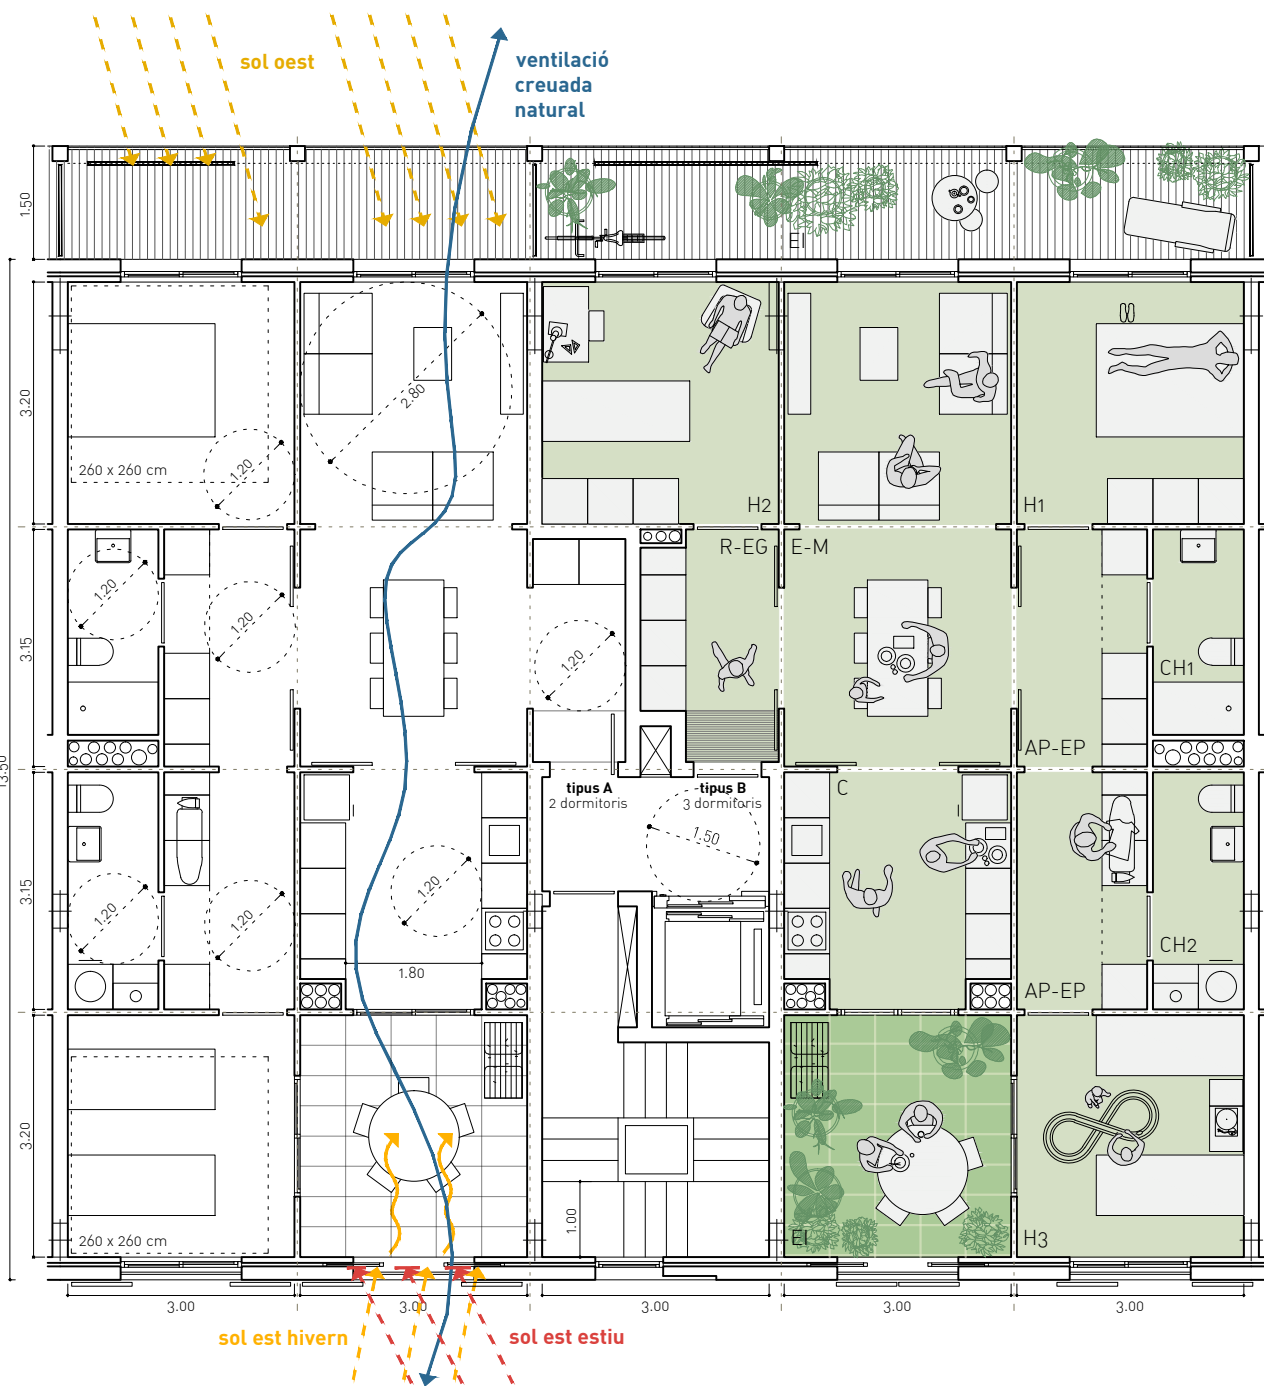 sol oest
ventilació
creuada
natural
1.50
EI
3.20
2.80
1.20
260 x 260 cm
H2
H1
R-EG
E-M
3.15
1.20
1.20
1.20
CH1
AP-EP
13.50
tipus A
2 dormitoris
tipus B
3 dormitoris
C
1.50
3.15
1.20
1.20
1.20
CH2
1.80
AP-EP
3.20
1.00
260 x 260 cm
EI
H3
3.00
3.00
3.00
3.00
3.00
sol est hivern
sol est estiu